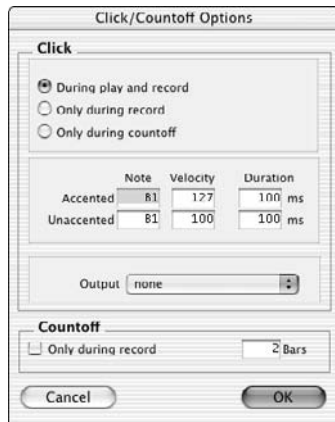 Click/Countoff Options
Click
During play and record
Only during record
Only during countoff
Note Velocity Duration
Accented B1 127 100 ms
Unaccented B1 100 100 ms
Output none
Countoff
Only during record 2 Bars
Cancel OK